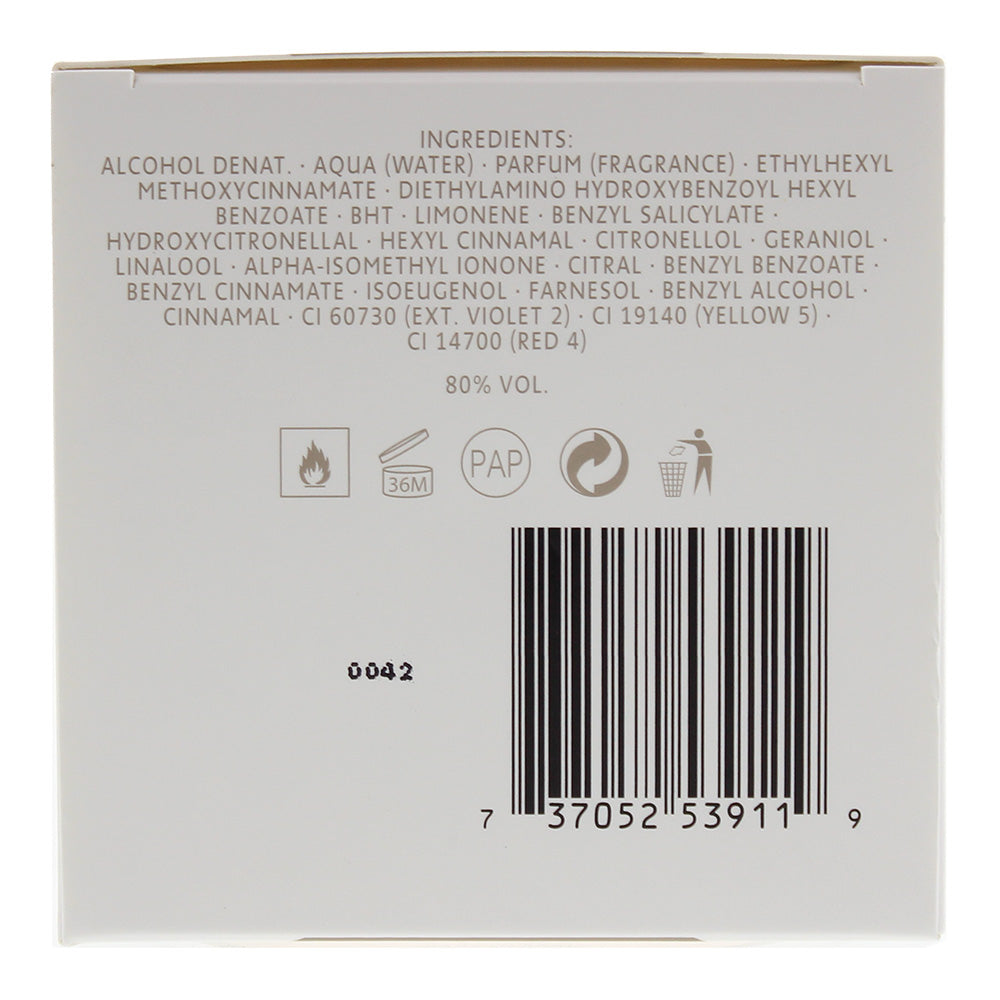 INGREDIENTS:
ALCOHOL DENAT. · AQUA (WATER) · PARFUM (FRAGRANCE) · ETHYLHEXYL
METHOXYCINNAMATE · DIETHYLAMINO HYDROXYBENZOYL HEXYL
BENZOATE · BHT · LIMONENE · BENZYL SALICYLATE ·
HYDROXYCITRONELLAL · HEXYL CINNAMAL · CITRONELLOL · GERANIOL ·
LINALOOL · ALPHA-ISOMETHYL IONONE · CITRAL · BENZYL BENZOATE ·
BENZYL CINNAMATE · ISOEUGENOL · FARNESOL · BENZYL ALCOHOL ·
CINNAMAL · CI 60730 (EXT. VIOLET 2) · CI 19140 (YELLOW 5) ·
CI 14700 (RED 4)
80% VOL.
36M PAP
0042
7 37052 53911 9